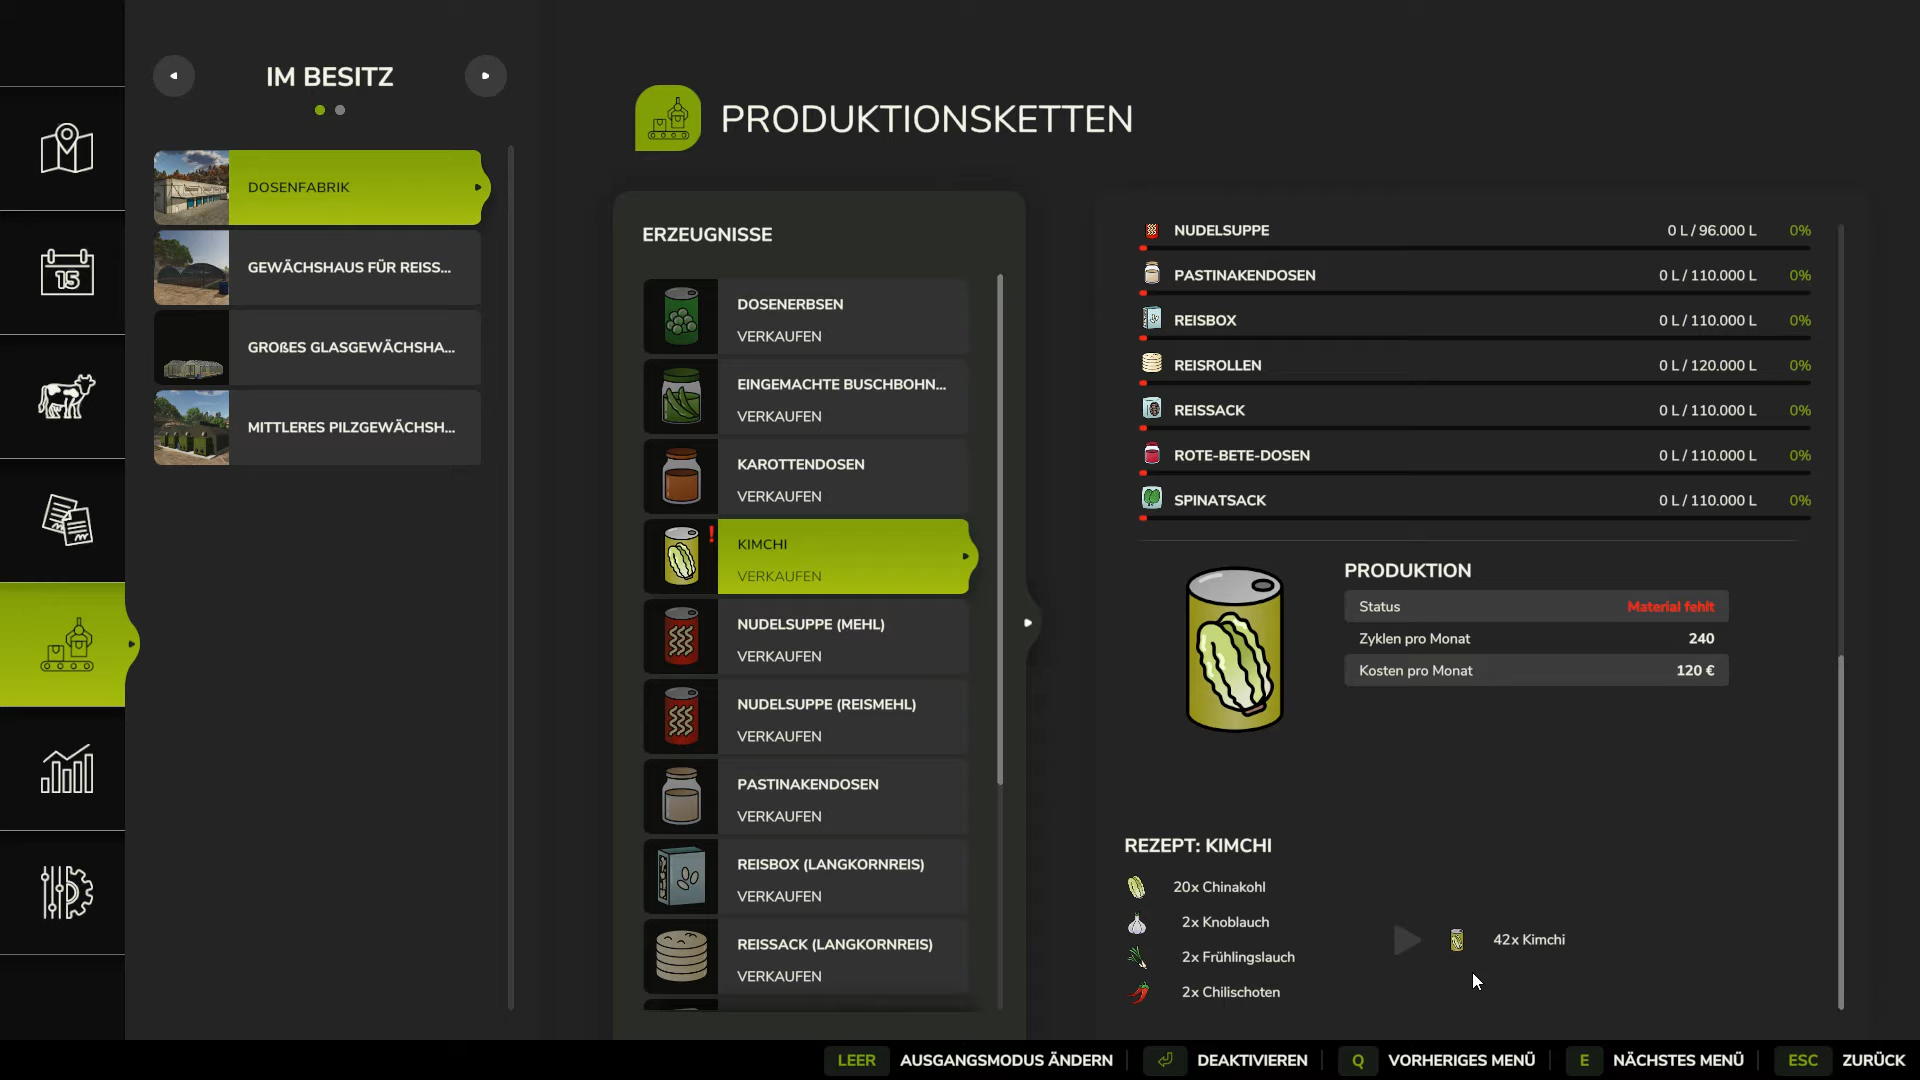 IM BESITZ
15
DOSENFABRIK
GEWÄCHSHAUS FÜR REISS...
GROßES GLASGEWÄCHSHA...
MITTLERES PILZGEWÄCHSH...
PRODUKTIONSKETTEN
ERZEUGNISSE
DOSENERBSEN
VERKAUFEN
EINGEMACHTE BUSCHBOHN...
VERKAUFEN
KAROTTENDOSEN
VERKAUFEN
!
KIMCHI
VERKAUFEN
NUDELSUPPE (MEHL)
VERKAUFEN
NUDELSUPPE (REISMEHL)
VERKAUFEN
PASTINAKENDOSEN
VERKAUFEN
REISBOX (LANGKORNREIS)
VERKAUFEN
REISSACK (LANGKORNREIS)
VERKAUFEN
NUDELSUPPE 0 L / 96.000 L 0%
PASTINAKENDOSEN 0 L / 110.000 L 0%
REISBOX 0 L / 110.000 L 0%
REISROLLEN 0 L / 120.000 L 0%
REISSACK 0 L / 110.000 L 0%
ROTE-BETE-DOSEN 0 L / 110.000 L 0%
SPINATSACK 0 L / 110.000 L 0%
PRODUKTION
Status Material fehlt
Zyklen pro Monat 240
Kosten pro Monat 120 €
REZEPT: KIMCHI
20x Chinakohl
2x Knoblauch
2x Frühlingslauch
2x Chilischoten
42x Kimchi
LEER AUSGANGSMODUS ÄNDERN DEAKTIVIEREN Q VORHERIGES MENÜ E NÄCHSTES MENÜ ESC ZURÜCK